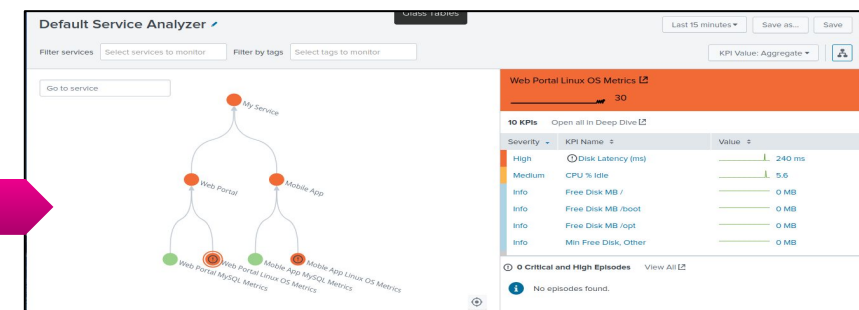 Glass Tables
Default Service Analyzer
Last 15 minutes
Save as...
Save
Filter services
Select services to monitor
Filter by tags
Select tags to monitor
KPI Value: Aggregate
Go to service
My Service
Web Portal
Mobile App
Web Portal MySQL Metrics
Web Portal Linux OS Metrics
Moble App MySQL Metrics
Moble App Linux OS Metrics
Web Portal Linux OS Metrics
30
10 KPIs Open all in Deep Dive
Severity KPI Name Value
High Disk Latency (ms) 240 ms
Medium CPU % Idle 5.6
Info Free Disk MB / 0 MB
Info Free Disk MB /boot 0 MB
Info Free Disk MB /opt 0 MB
Info Min Free Disk, Other 0 MB
0 Critical and High Episodes View All
No episodes found.